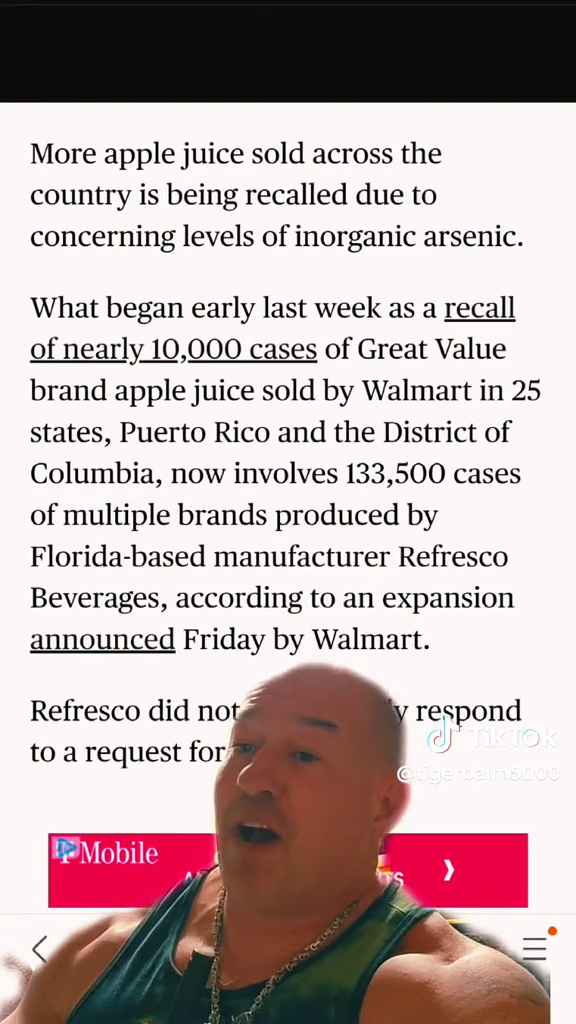 More apple juice sold across the
country is being recalled due to
concerning levels of inorganic arsenic.
What began early last week as a recall
of nearly 10,000 cases of Great Value
brand apple juice sold by Walmart in 25
states, Puerto Rico and the District of
Columbia, now involves 133,500 cases
of multiple brands produced by
Florida-based manufacturer Refresco
Beverages, according to an expansion
announced Friday by Walmart.
Refresco did not respond
to a request for
TikTok
@tigerbalm5000
Mobile